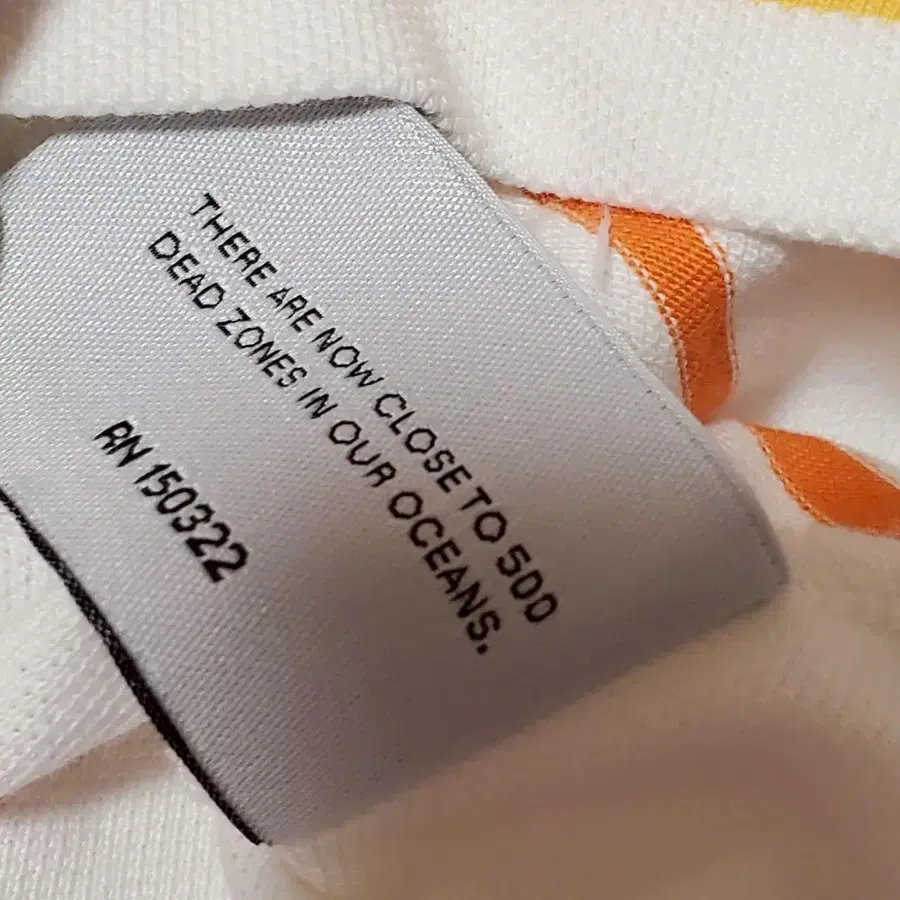 THERE ARE NOW CLOSE TO 500
DEAD ZONES IN OUR OCEANS.
RN 150322